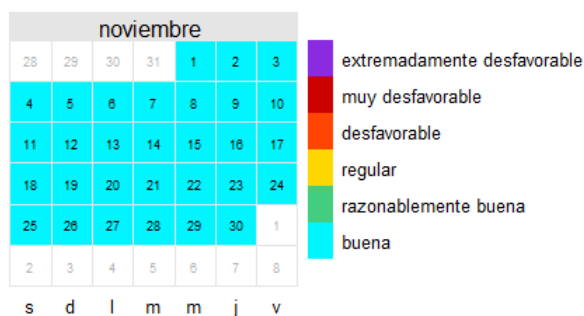 noviembre
28 29 30 31 1 2 3
4 5 6 7 8 9 10
11 12 13 14 15 16 17
18 19 20 21 22 23 24
25 26 27 28 29 30 1
2 3 4 5 6 7 8
s d l m m j v
extremadamente desfavorable
muy desfavorable
desfavorable
regular
razonablemente buena
buena